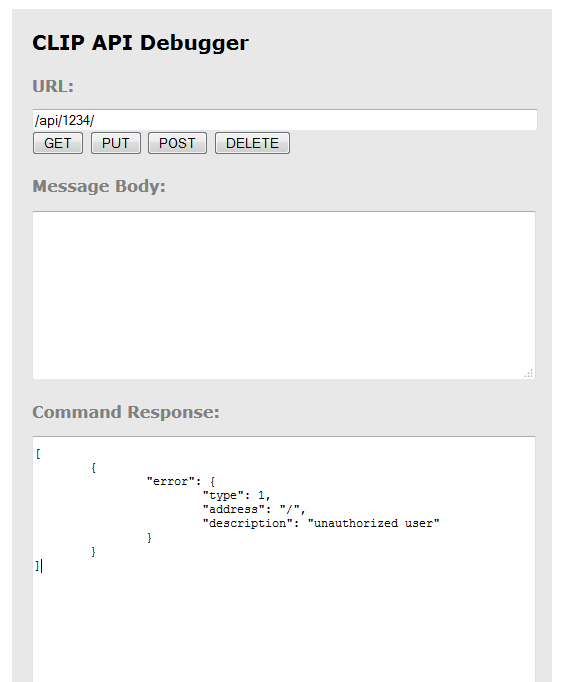 CLIP API Debugger
URL:
/api/1234/
GET PUT POST DELETE
Message Body:
Command Response:
[
{
"error": {
"type": 1,
"address": "/",
"description": "unauthorized user"
}
}
]